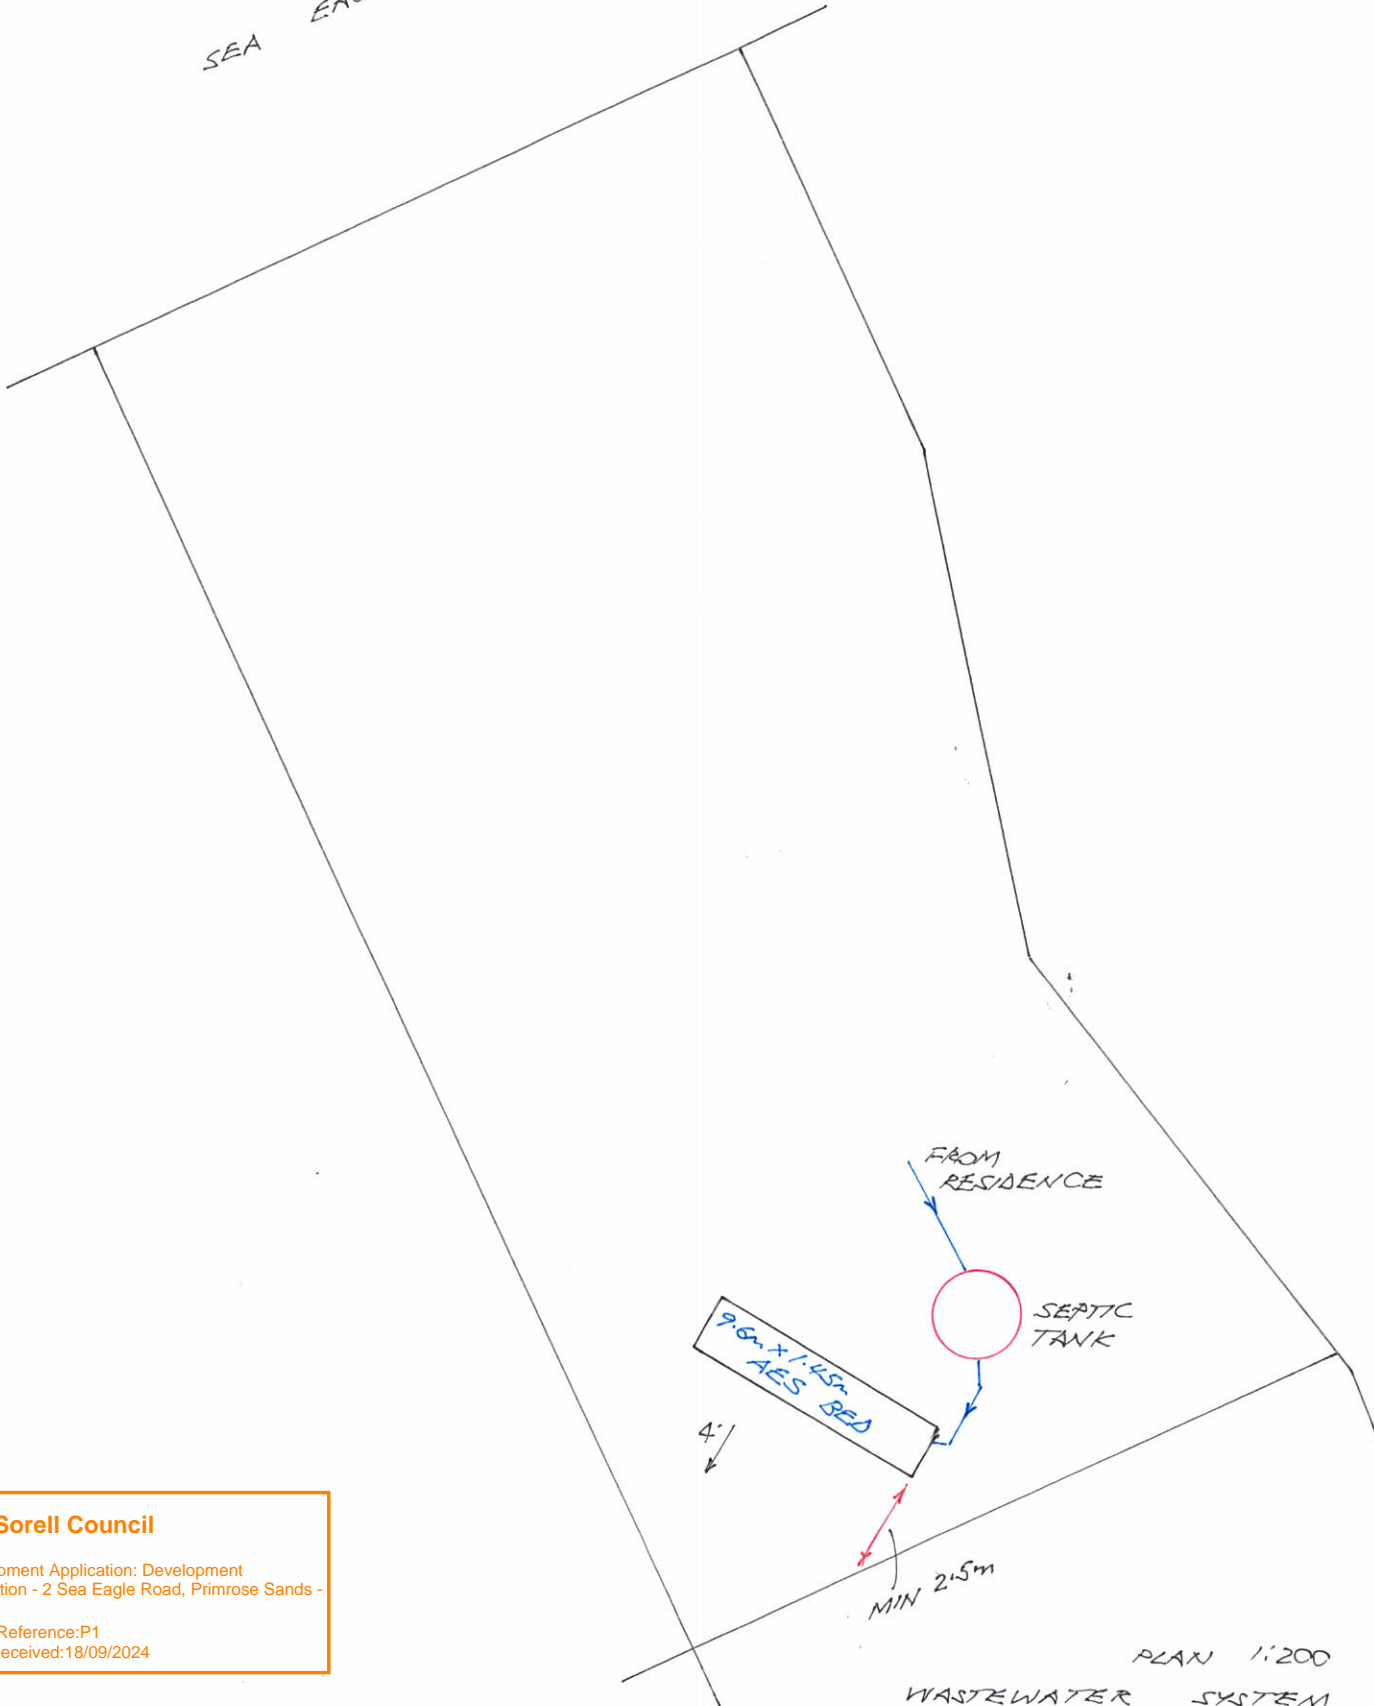 SEA
FROM
RESIDENCE
SEPTIC
TANK
9.6m x 1.45m
AES BED
4°
MIN 2.5m
Sorell Council
oment Application: Development
tion - 2 Sea Eagle Road, Primrose Sands -
Reference:P1
eceived:18/09/2024
PLAN 1:200
WASTEWATER SYSTEM